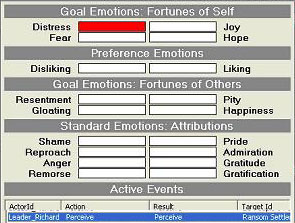 Goal Emotions: Fortunes of Self
Distress Joy
Fear Hope
Preference Emotions
Disliking Liking
Goal Emotions: Fortunes of Others
Resentment Pity
Gloating Happiness
Standard Emotions: Attributions
Shame Pride
Reproach Admiration
Anger Gratitude
Remorse Gratification
Active Events
ActorId Action Result Target Id
Leader_Richard Perceive Perceive Ransom Settler